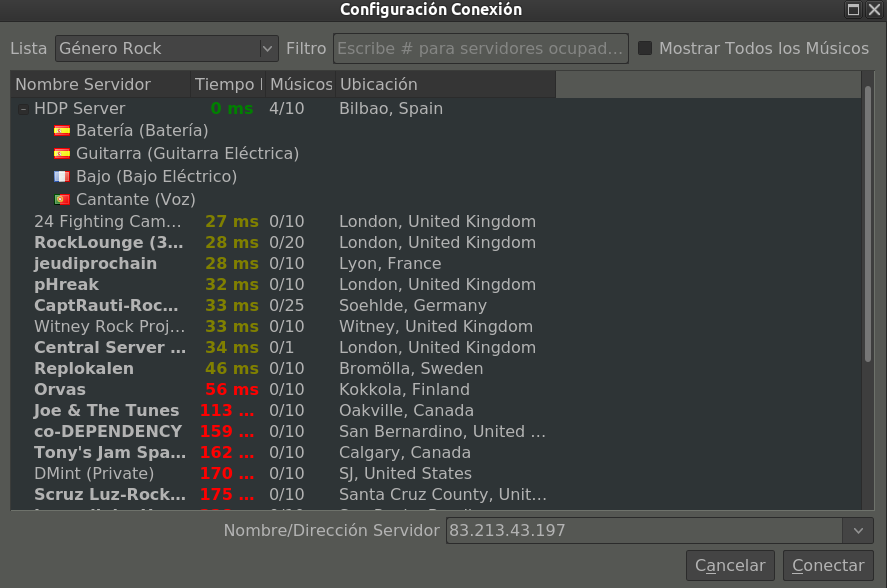 Configuración Conexión
Lista Género Rock Filtro Escribe # para servidores ocupad... Mostrar Todos los Músicos
Nombre Servidor Tiempo Músicos Ubicación
HDP Server 0 ms 4/10 Bilbao, Spain
Batería (Batería)
Guitarra (Guitarra Eléctrica)
Bajo (Bajo Eléctrico)
Cantante (Voz)
24 Fighting Cam... 27 ms 0/10 London, United Kingdom
RockLounge (3... 28 ms 0/20 London, United Kingdom
jeudiprochain 28 ms 0/10 Lyon, France
pHreak 32 ms 0/10 London, United Kingdom
CaptRauti-Roc... 33 ms 0/25 Soehlde, Germany
Witney Rock Proj... 33 ms 0/10 Witney, United Kingdom
Central Server ... 34 ms 0/1 London, United Kingdom
Replokalen 46 ms 0/10 Bromölla, Sweden
Orvas 56 ms 0/10 Kokkola, Finland
Joe & The Tunes 113 ... 0/10 Oakville, Canada
co-DEPENDENCY 159 ... 0/10 San Bernardino, United ...
Tony's Jam Spa... 162 ... 0/10 Calgary, Canada
DMint (Private) 170 ... 0/10 SJ, United States
Scruz Luz-Rock... 175 ... 0/10 Santa Cruz County, Unit...
Nombre/Dirección Servidor 83.213.43.197
Cancelar Conectar